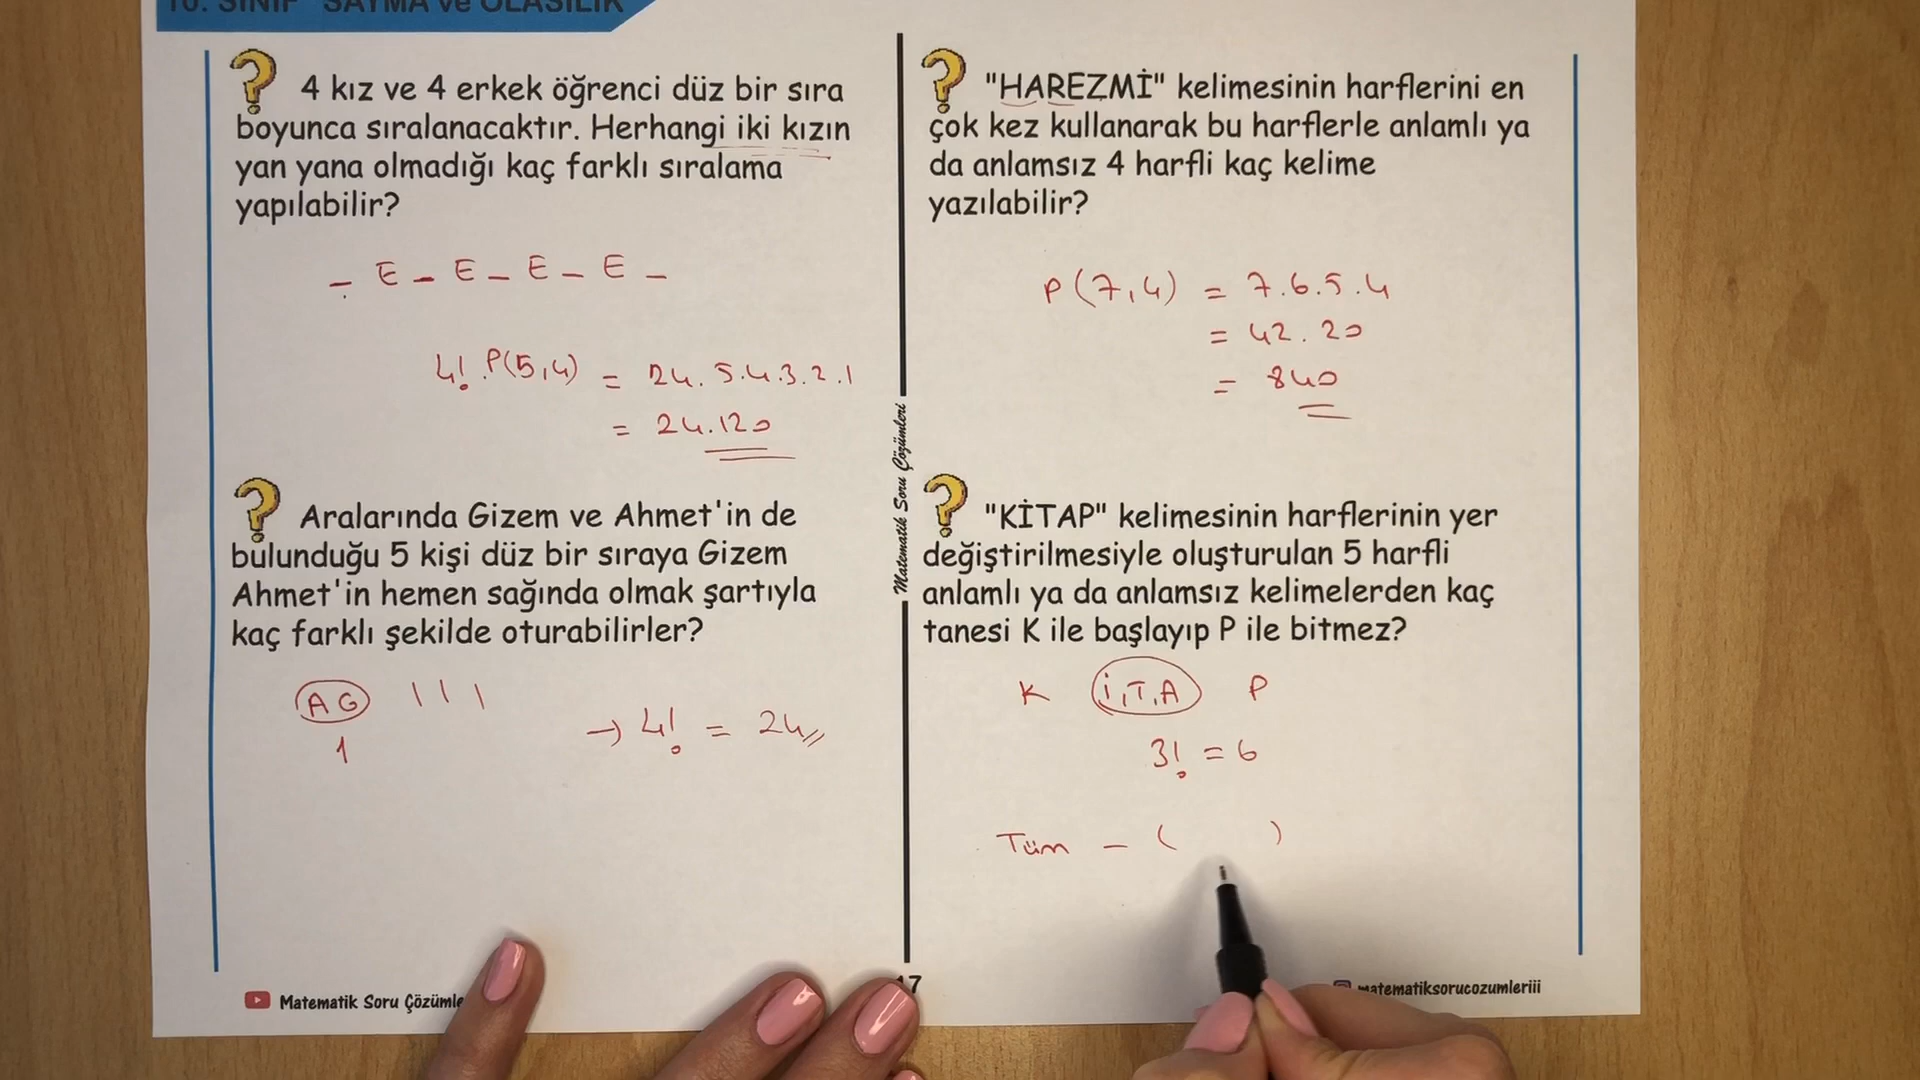 10. SINIF SAYMA ve OLASILIK
4 kız ve 4 erkek öğrenci düz bir sıra
boyunca sıralanacaktır. Herhangi iki kızın
yan yana olmadığı kaç farklı sıralama
yapılabilir?
_ E _ E _ E _ E _
4! . P(5,4) = 24.5.4.3.2.1
= 24.120
Aralarında Gizem ve Ahmet'in de
bulunduğu 5 kişi düz bir sıraya Gizem
Ahmet'in hemen sağında olmak şartıyla
kaç farklı şekilde oturabilirler?
AG | | |
1
→ 4! = 24
Matematik Soru Çözümle
Matematik Soru Çözümleri
"HAREZMİ" kelimesinin harflerini en
çok kez kullanarak bu harflerle anlamlı ya
da anlamsız 4 harfli kaç kelime
yazılabilir?
P(7,4) = 7.6.5.4
= 42.20
= 840
"KİTAP" kelimesinin harflerinin yer
değiştirilmesiyle oluşturulan 5 harfli
anlamlı ya da anlamsız kelimelerden kaç
tanesi K ile başlayıp P ile bitmez?
K İ,T,A P
3! = 6
Tüm - ( )
17
matematiksorucozumleriii